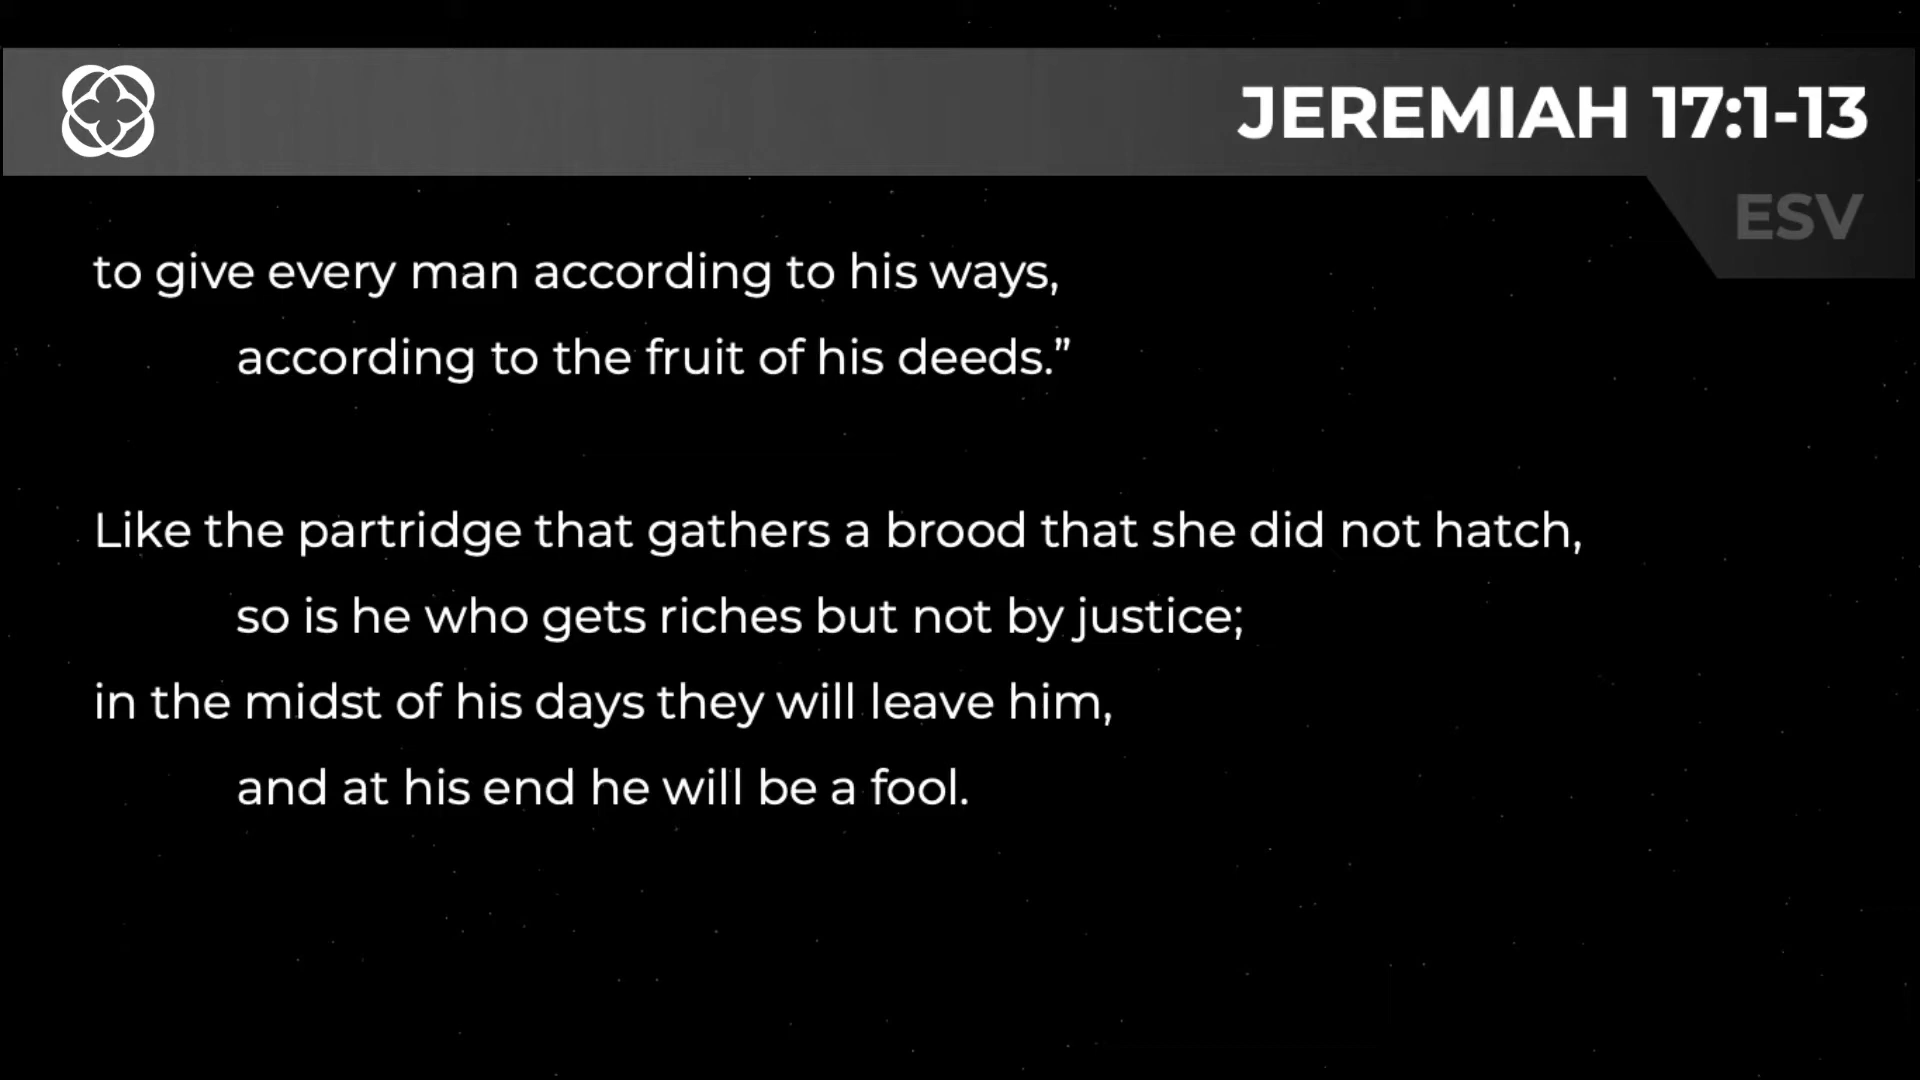 JEREMIAH 17:1-13
ESV
to give every man according to his ways,
according to the fruit of his deeds.”
Like the partridge that gathers a brood that she did not hatch,
so is he who gets riches but not by justice;
in the midst of his days they will leave him,
and at his end he will be a fool.